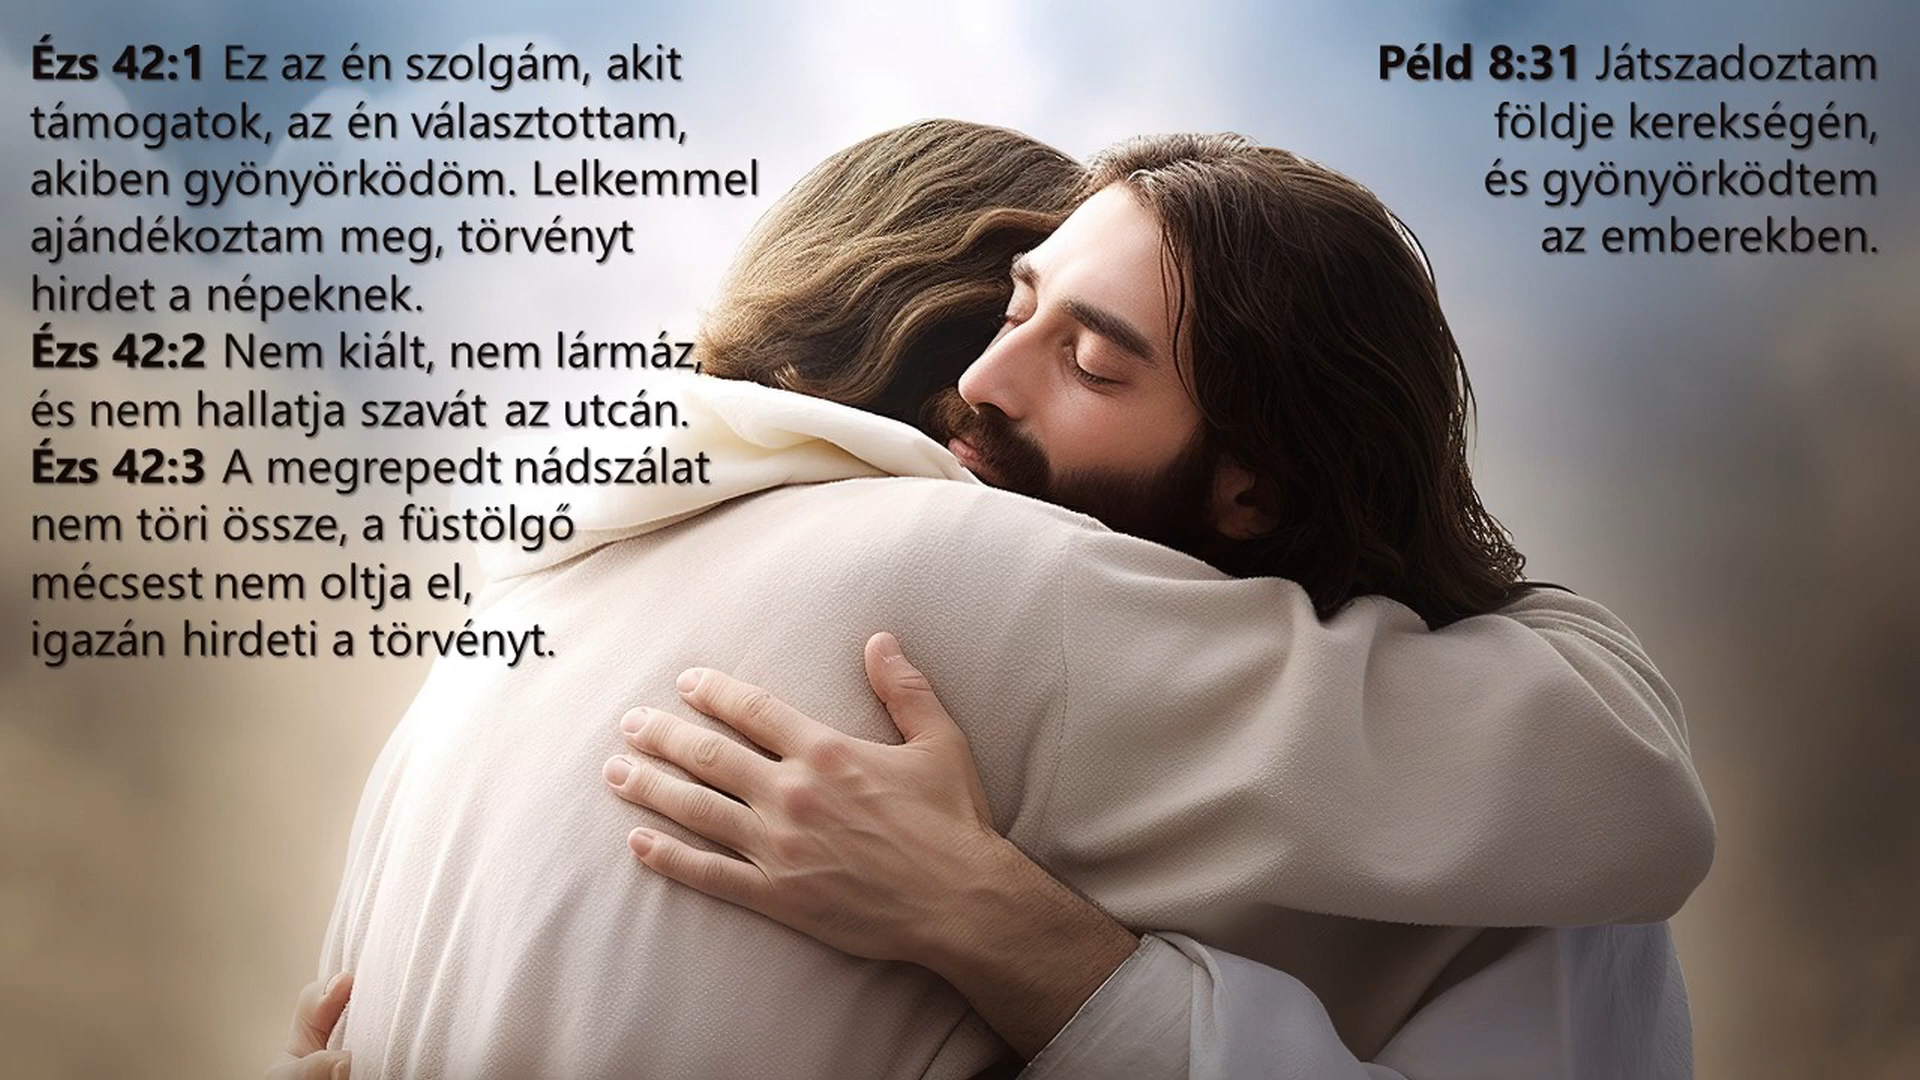 Ézs 42:1 Ez az én szolgám, akit
támogatok, az én választottam,
akiben gyönyörködöm. Lelkemmel
ajándékoztam meg, törvényt
hirdet a népeknek.
Ézs 42:2 Nem kiált, nem lármáz,
és nem hallatja szavát az utcán.
Ézs 42:3 A megrepedt nádszálat
nem töri össze, a füstölgő
mécsest nem oltja el,
igazán hirdeti a törvényt.
Péld 8:31 Játszadoztam
földje kerekségén,
és gyönyörködtem
az emberekben.